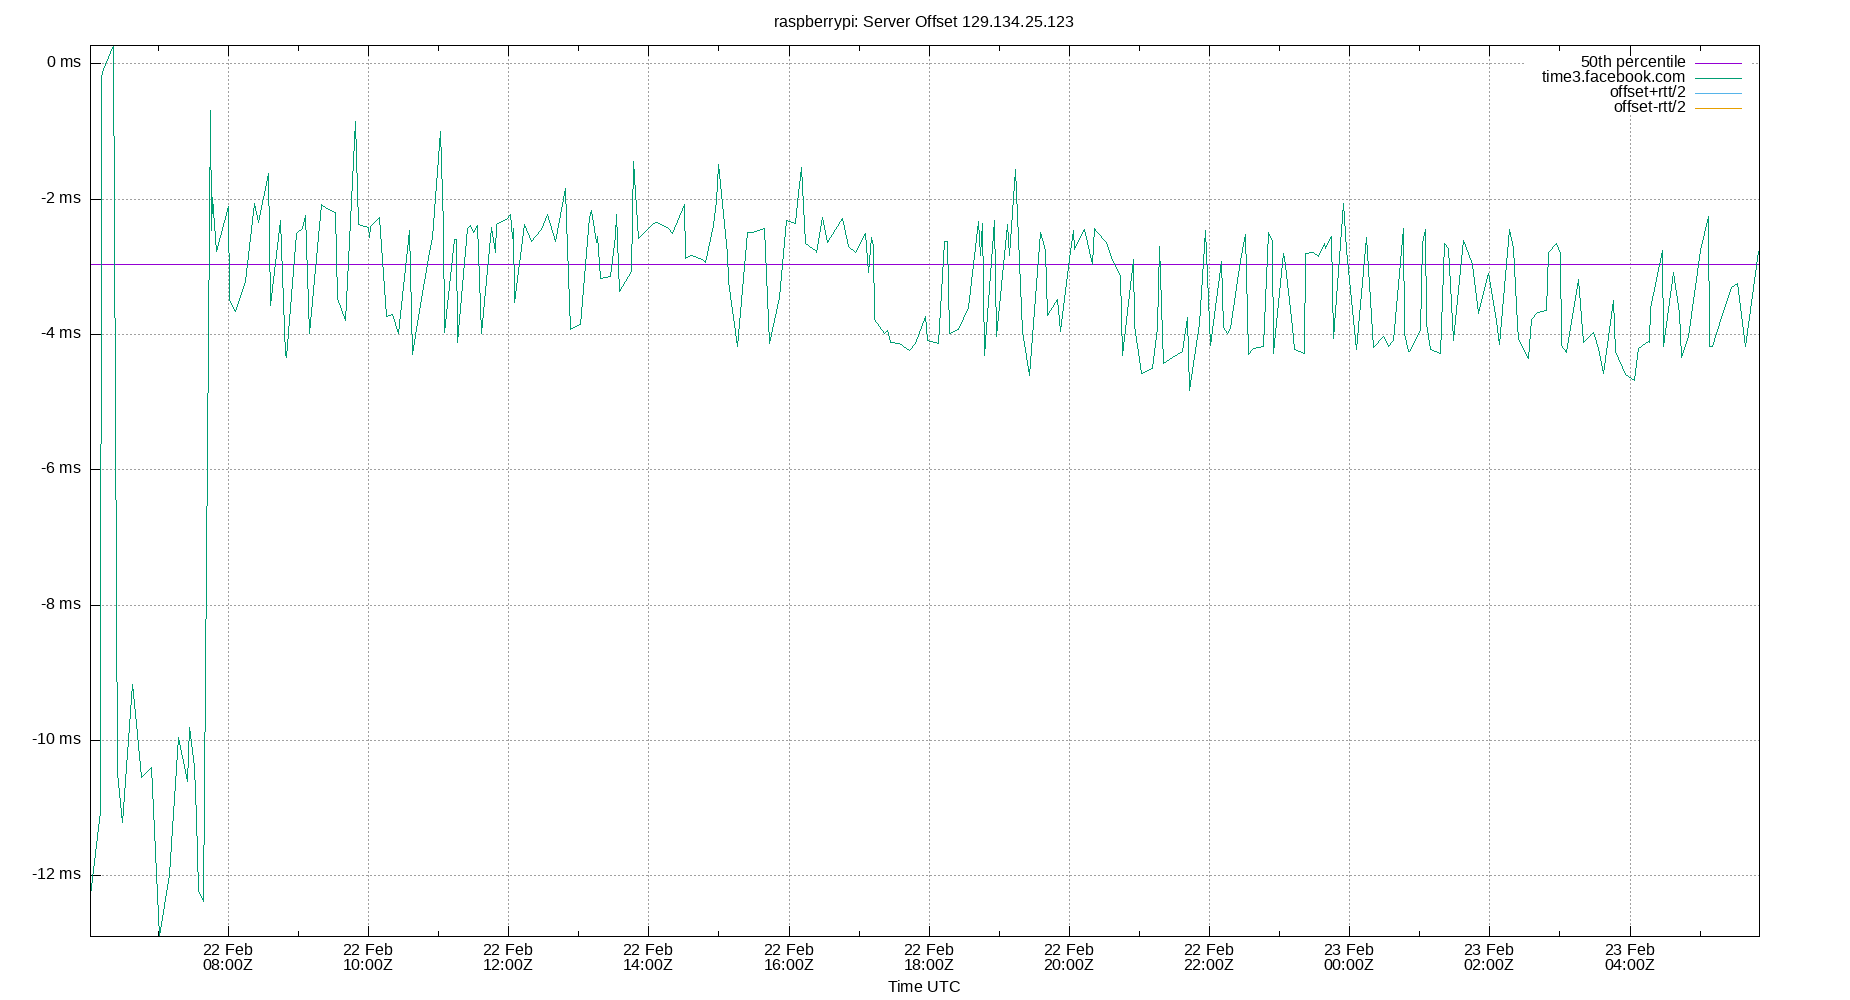 raspberrypi: Server Offset 129.134.25.123
0 ms
-2 ms
-4 ms
-6 ms
-8 ms
-10 ms
-12 ms
50th percentile
time3.facebook.com
offset+rtt/2
offset-rtt/2
22 Feb 22 Feb 22 Feb 22 Feb 22 Feb 22 Feb 22 Feb 22 Feb 23 Feb 23 Feb 23 Feb
08:00Z 10:00Z 12:00Z 14:00Z 16:00Z 18:00Z 20:00Z 22:00Z 00:00Z 02:00Z 04:00Z
Time UTC